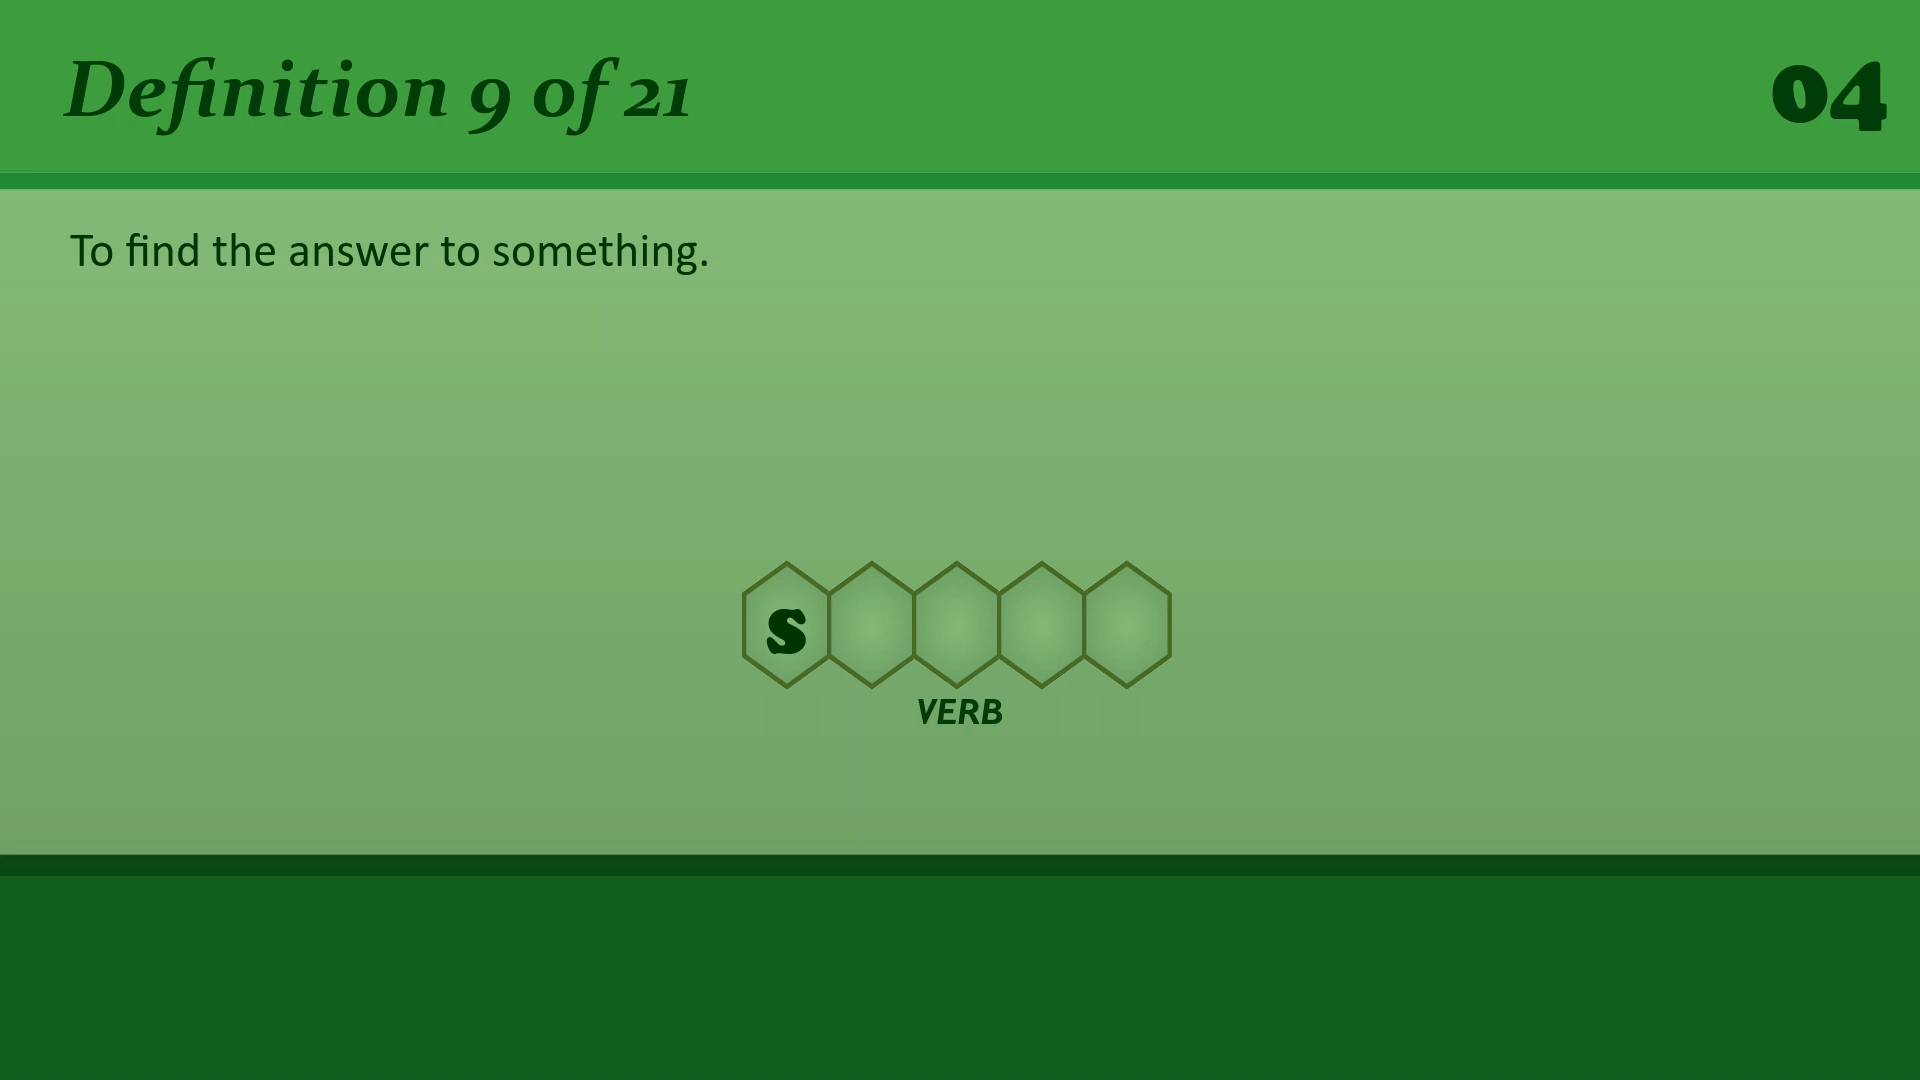 Definition 9 of 21
04
To find the answer to something.
S
VERB